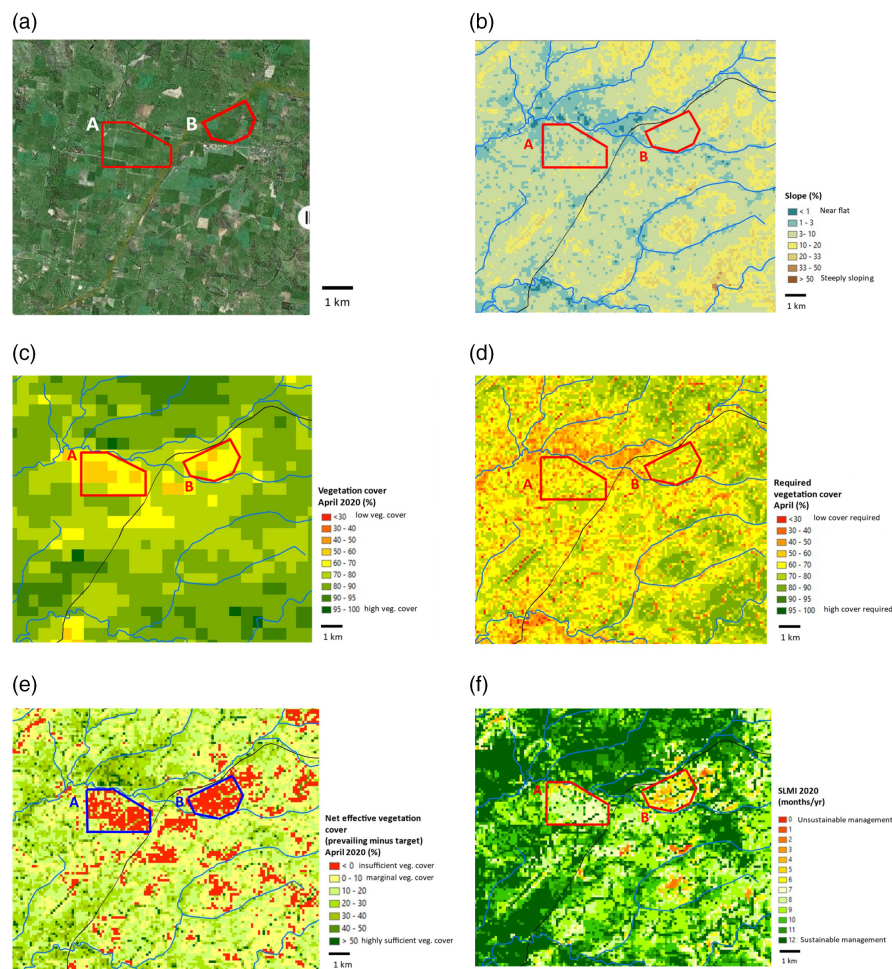 (a)
A
B
1 km
(b)
A
B
Slope (%)
< 1 Near flat
1 - 3
3- 10
10 - 20
20 - 33
33 - 50
> 50 Steeply sloping
1 km
(c)
A
B
Vegetation cover
April 2020 (%)
<30 low veg. cover
30 - 40
40 - 50
50 - 60
60 - 70
70 - 80
80 - 90
90 - 95
95 - 100 high veg. cover
1 km
(d)
A
B
Required
vegetation cover
April (%)
<30 low cover required
30 - 40
40 - 50
50 - 60
60 - 70
70 - 80
80 - 90
90 - 95
95 - 100 high cover required
1 km
(e)
A
B
Net effective vegetation
cover
(prevailing minus target)
April 2020 (%)
< 0 insufficient veg. cover
0 - 10 marginal veg. cover
10 - 20
20 - 30
30 - 40
40 - 50
> 50 highly sufficient veg. cover
1 km
(f)
A
B
SLMI 2020
(months/yr)
0 Unsustainable management
1
2
3
4
5
6
7
8
9
10
11
12 Sustainable management
1 km